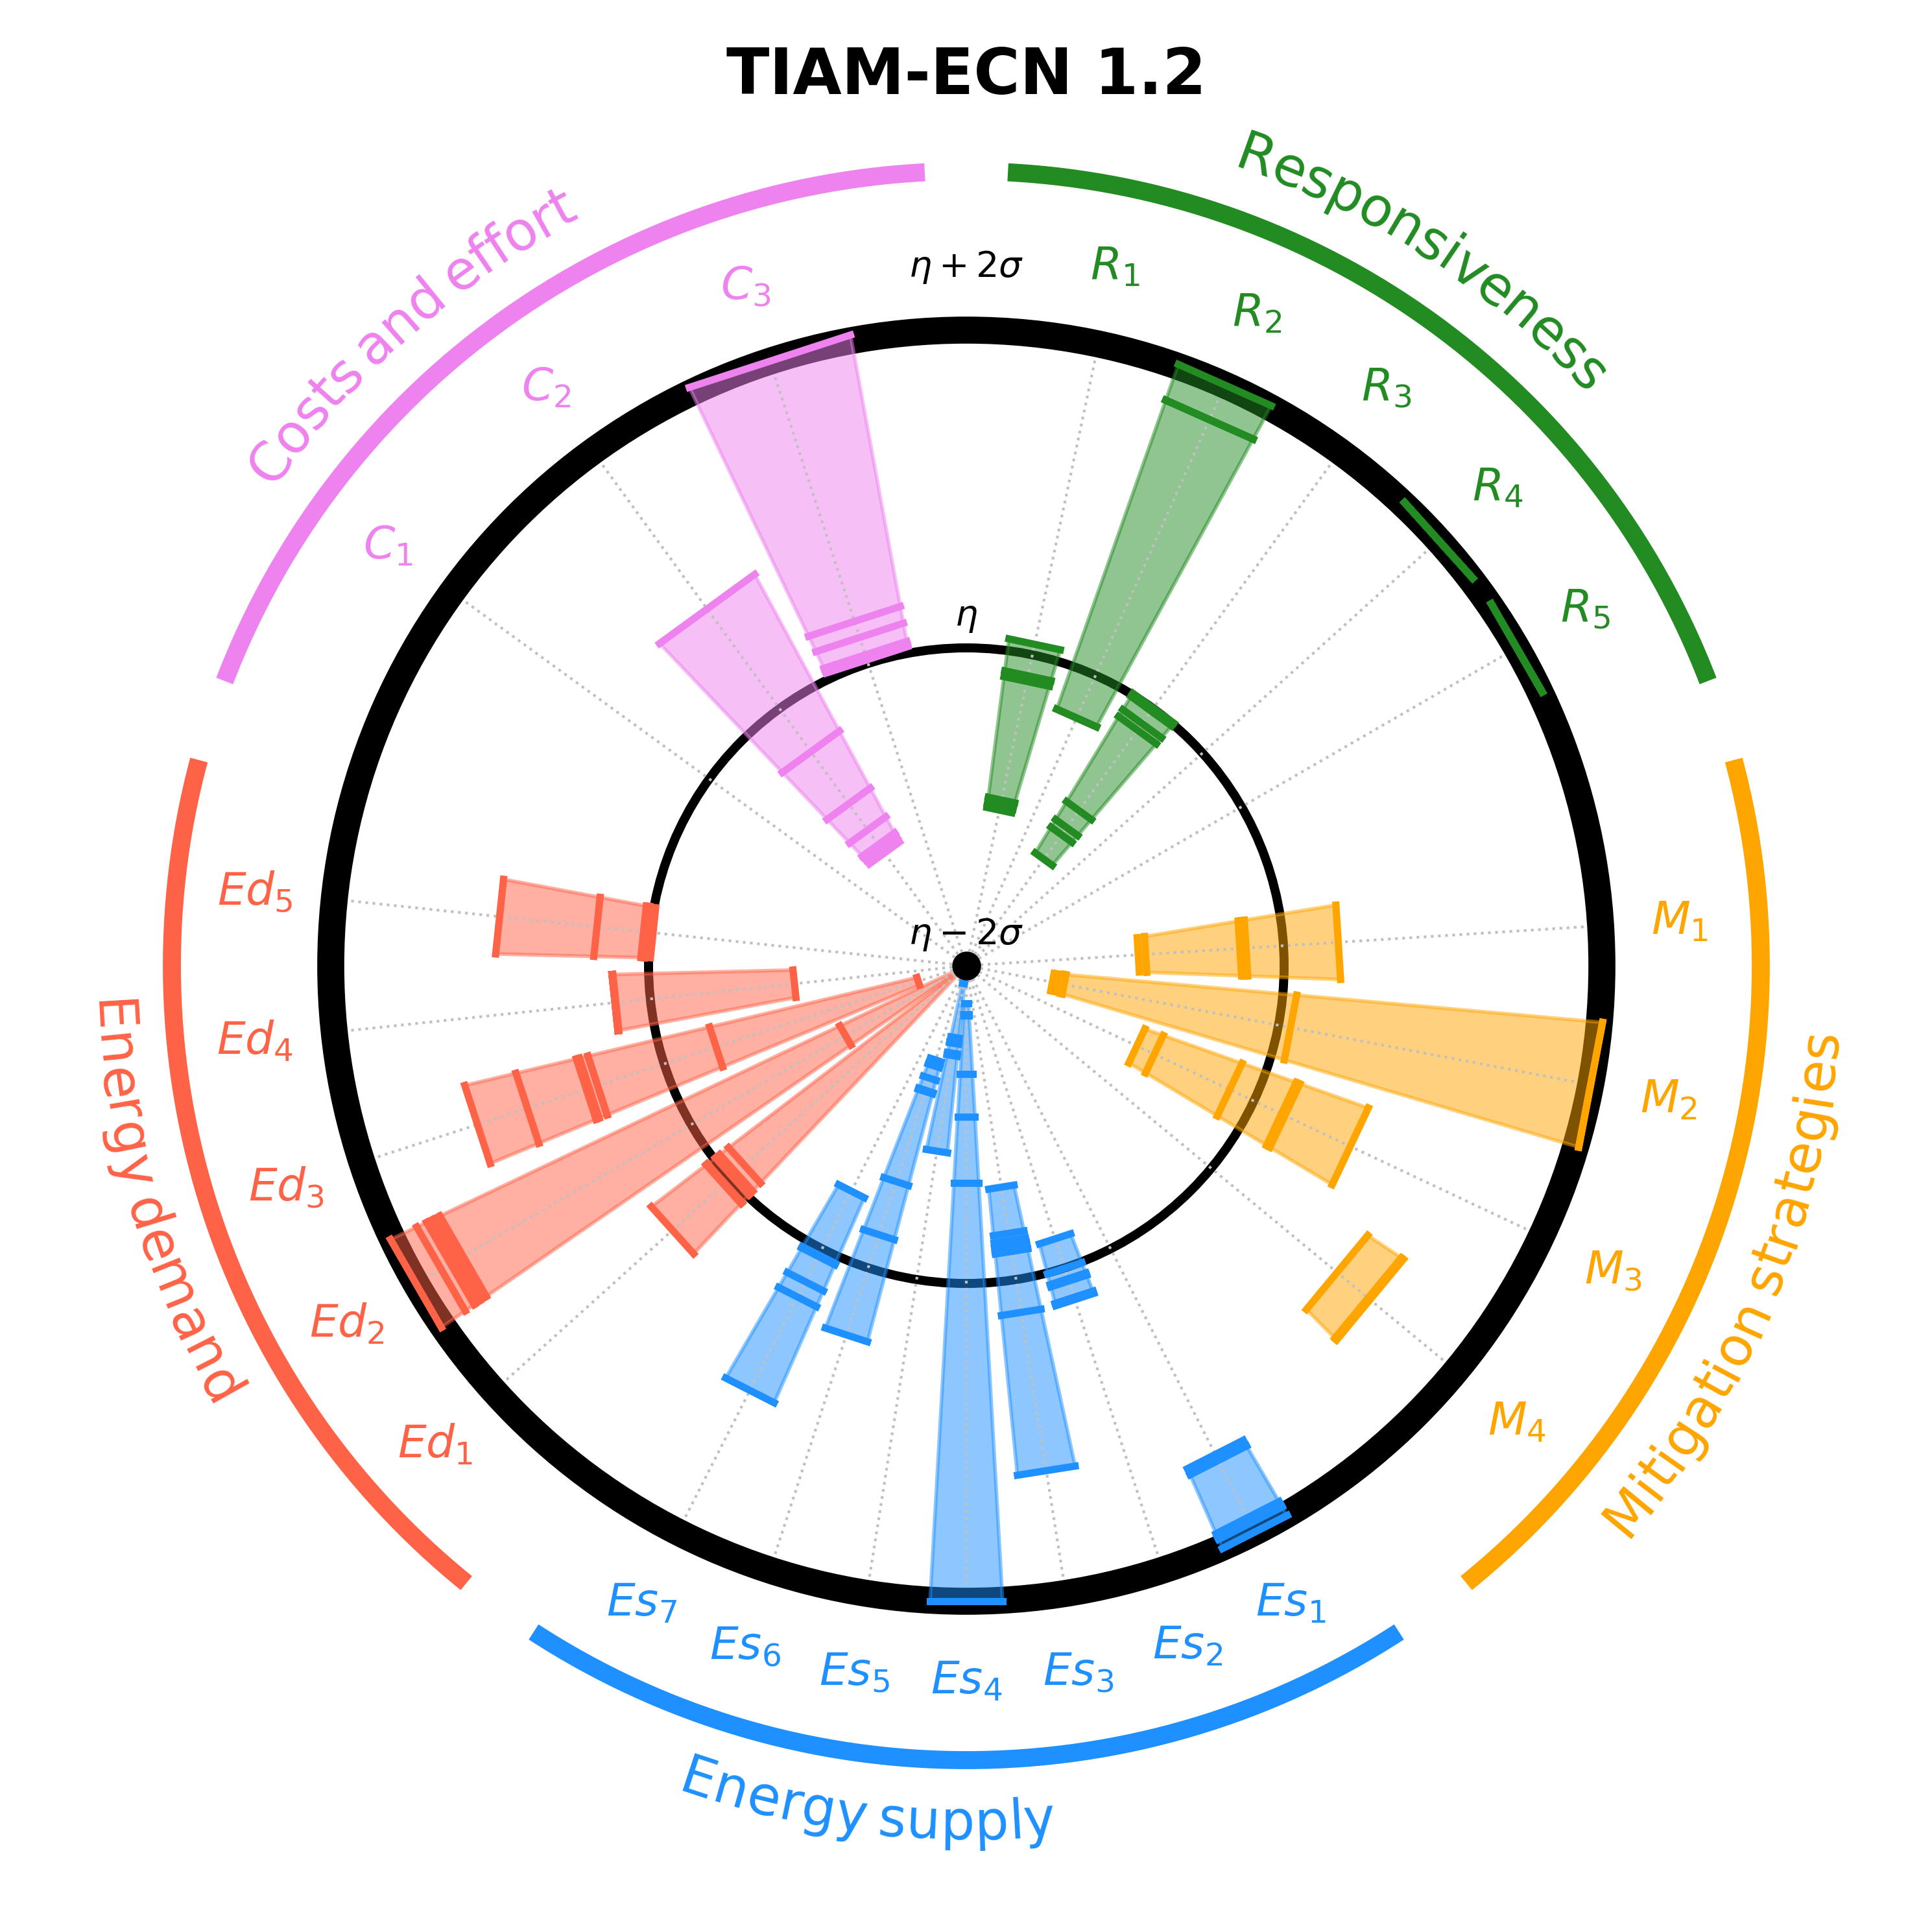 TIAM-ECN 1.2
Responsiveness
Costs and effort
η + 2σ
R₁
C₃
R₂
C₂
R₃
R₄
C₁
R₅
η
Ed₅
M₁
η − 2σ
Ed₄
M₂
Ed₃
M₃
Ed₂
M₄
Ed₁
Energy demand
Mitigation strategies
Es₇
Es₁
Es₆
Es₂
Es₅
Es₄
Es₃
Energy supply